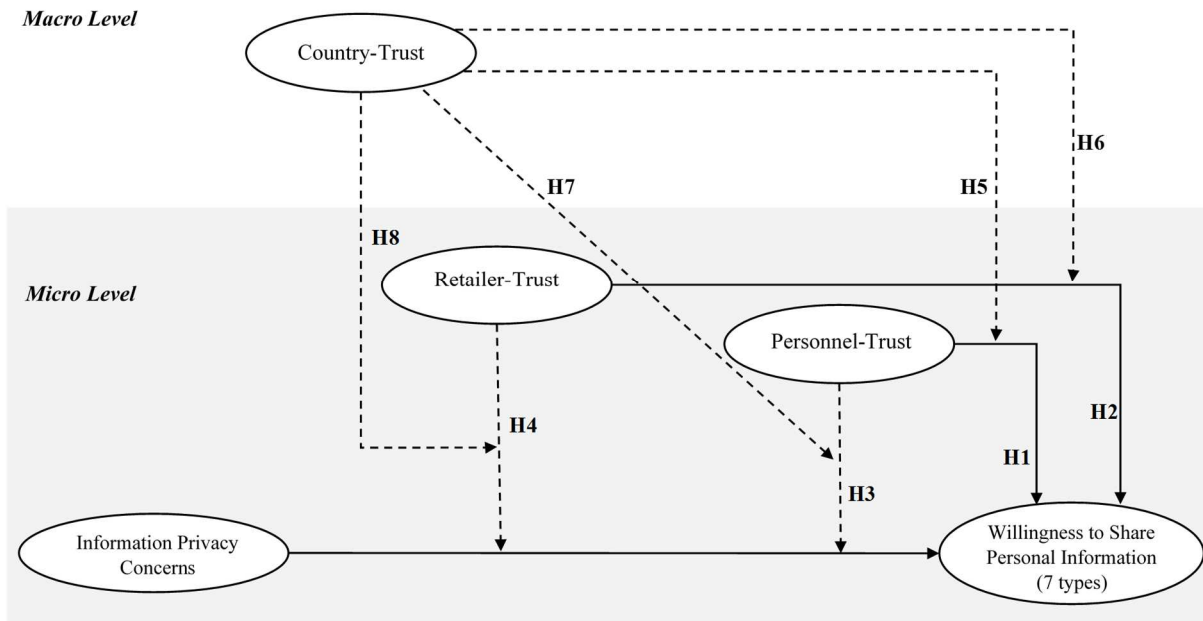 Macro Level
Country-Trust
H6
H5
H7
H8
Retailer-Trust
Micro Level
Personnel-Trust
H2
H4
H1
H3
Information Privacy
Concerns
Willingness to Share
Personal Information
(7 types)